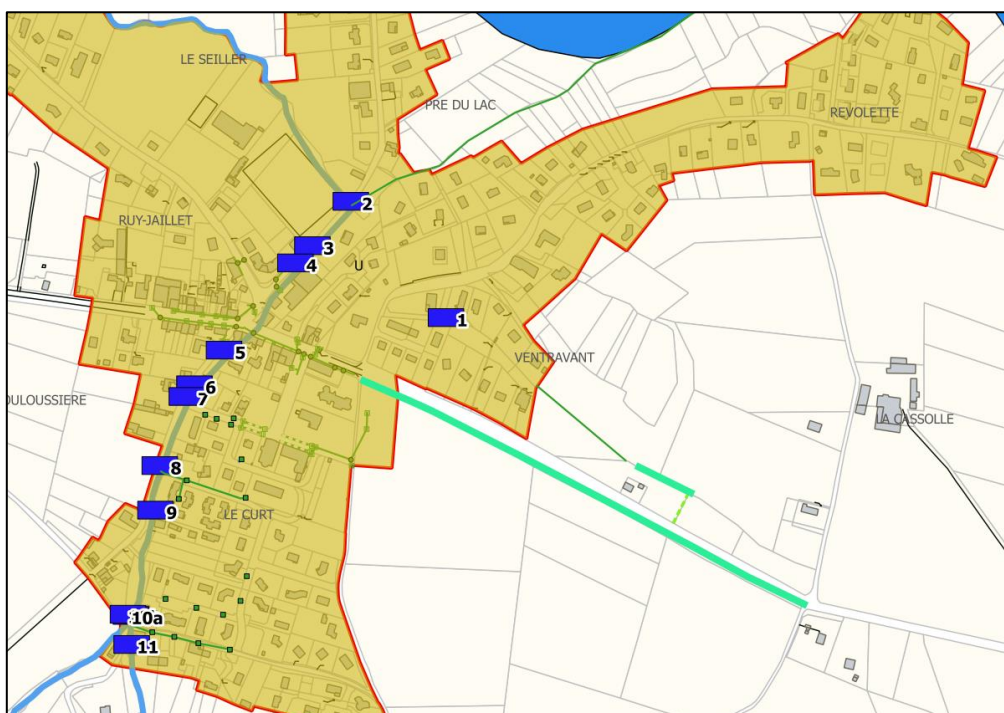 LE SEILLER
PRE DU LAC
REVOLETTE
2
RUY-JAILLET
3
4
U
1
5
VENTRAVANT
6
7
OULOUSSIERE
LA CASSOLLE
8
9
LE CURT
10a
11